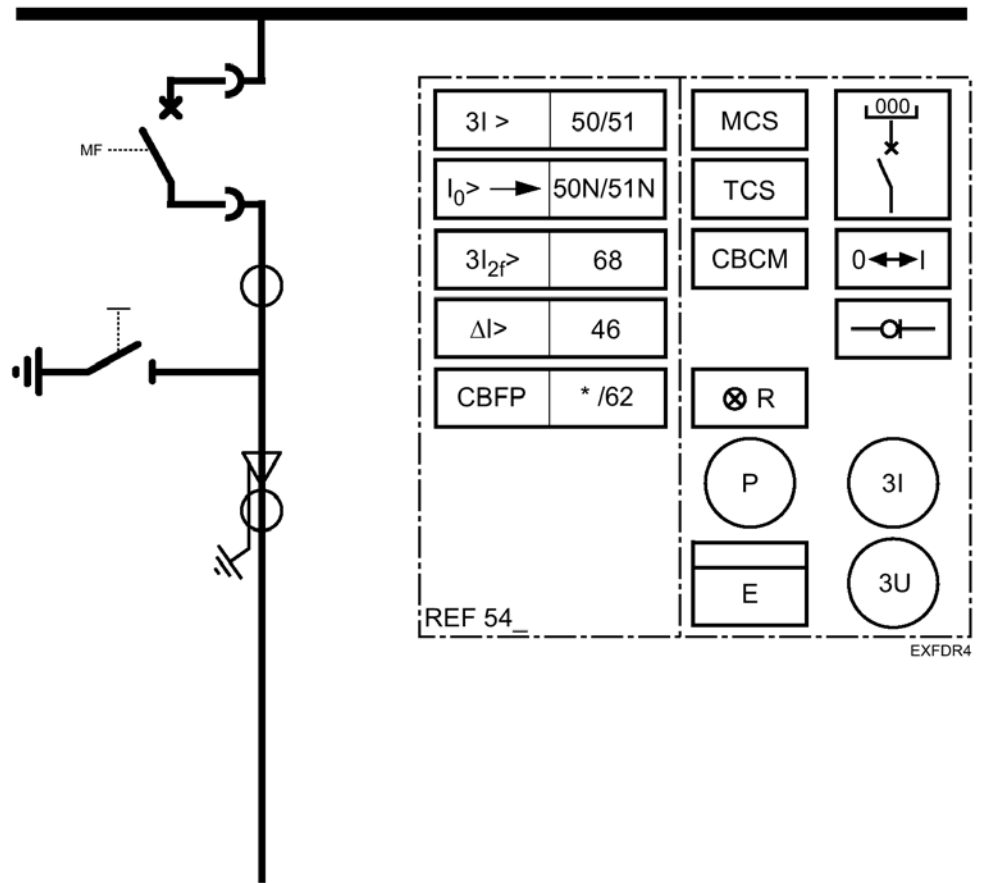 MF
3I > 50/51
I₀> 50N/51N
3I₂f> 68
ΔI> 46
CBFP * /62
REF 54_
MCS
000
TCS
CBCM
0 I
R
P
3I
E
3U
EXFDR4